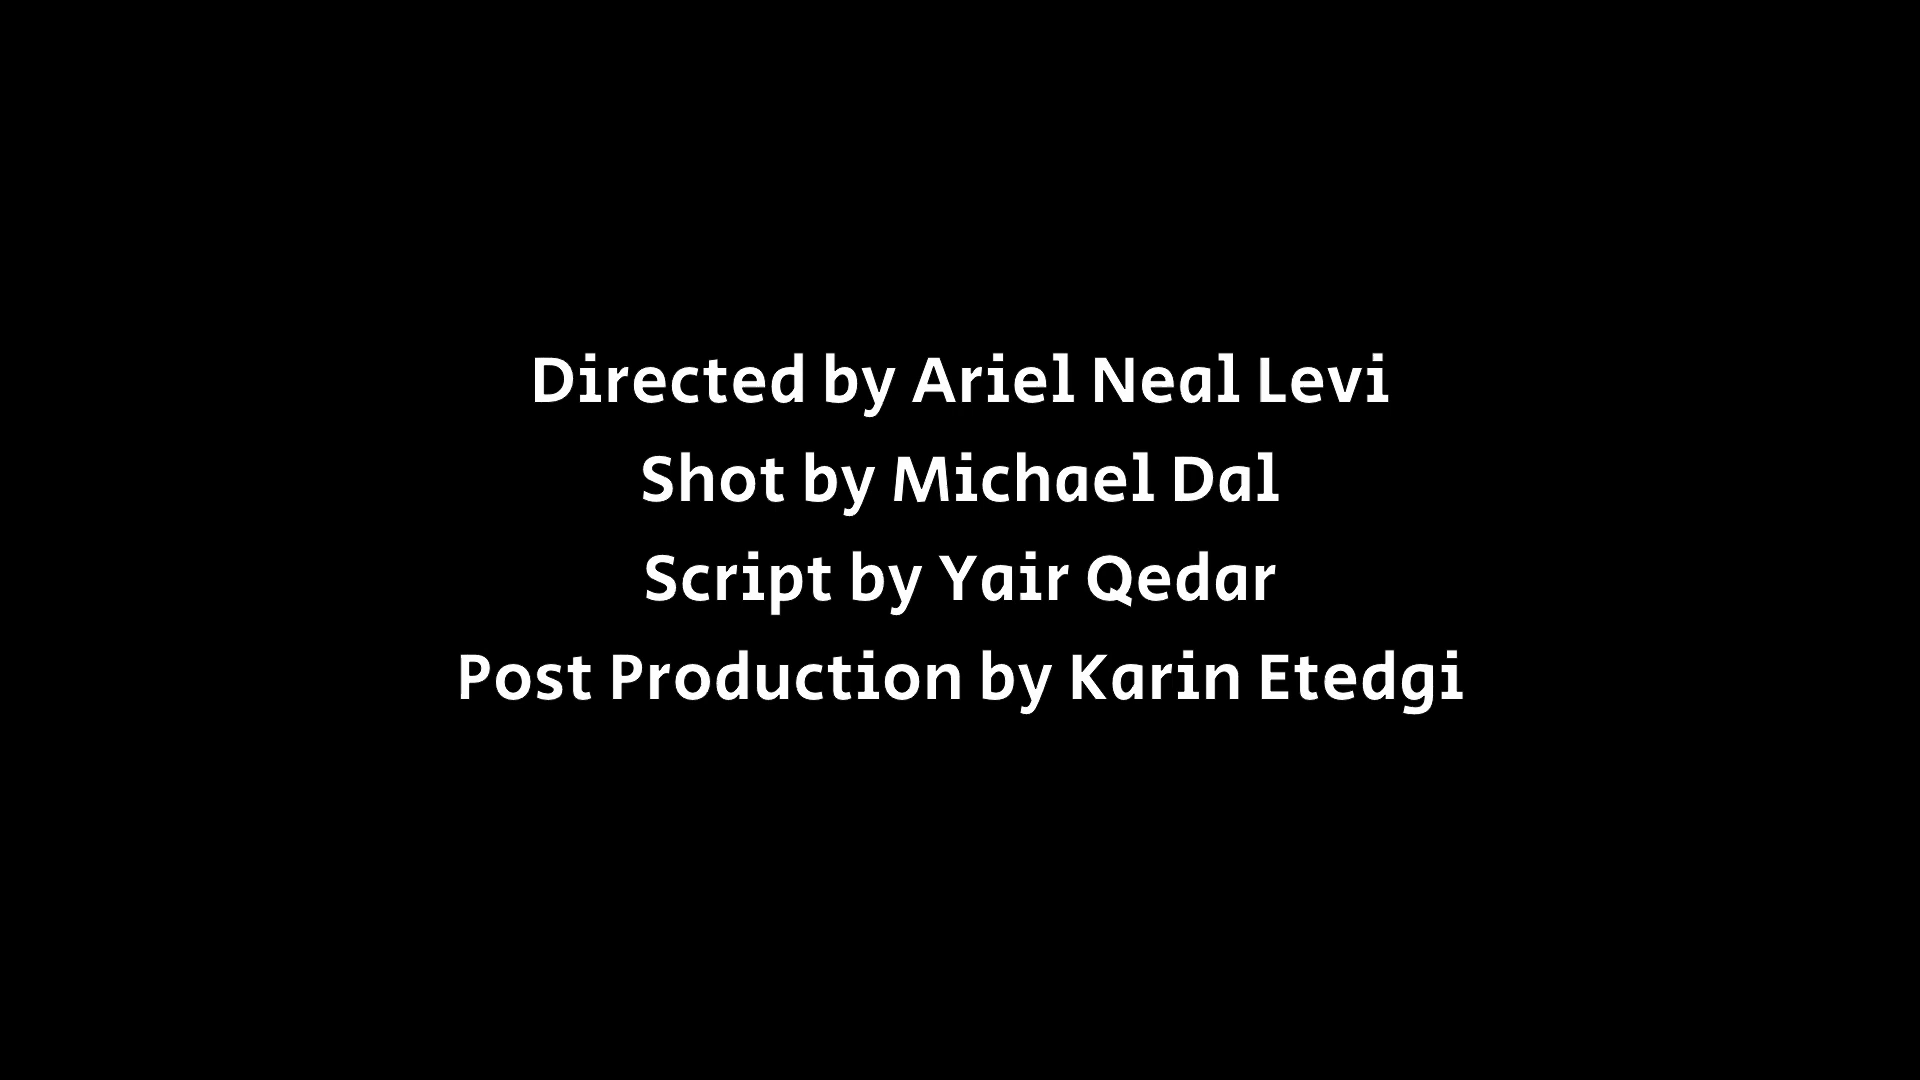 Directed by Ariel Neal Levi
Shot by Michael Dal
Script by Yair Qedar
Post Production by Karin Etedgi